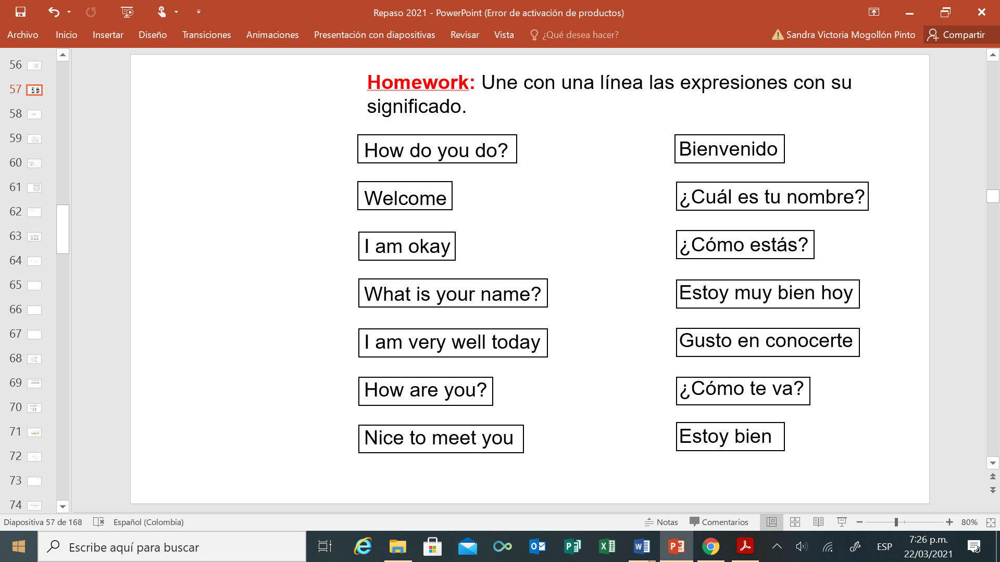 Repaso 2021 - PowerPoint (Error de activación de productos)
Archivo Inicio Insertar Diseño Transiciones Animaciones Presentación con diapositivas Revisar Vista ¿Qué desea hacer? Sandra Victoria Mogollón Pinto Compartir
56
57
58
59
60
61
62
63
64
65
66
67
68
69
70
71
72
73
74
Homework: Une con una línea las expresiones con su
significado.
How do you do? Bienvenido
Welcome ¿Cuál es tu nombre?
I am okay ¿Cómo estás?
What is your name? Estoy muy bien hoy
I am very well today Gusto en conocerte
How are you? ¿Cómo te va?
Nice to meet you Estoy bien
Diapositiva 57 de 168 Español (Colombia) Notas Comentarios 80%
Escribe aquí para buscar
ESP
7:26 p.m.
22/03/2021